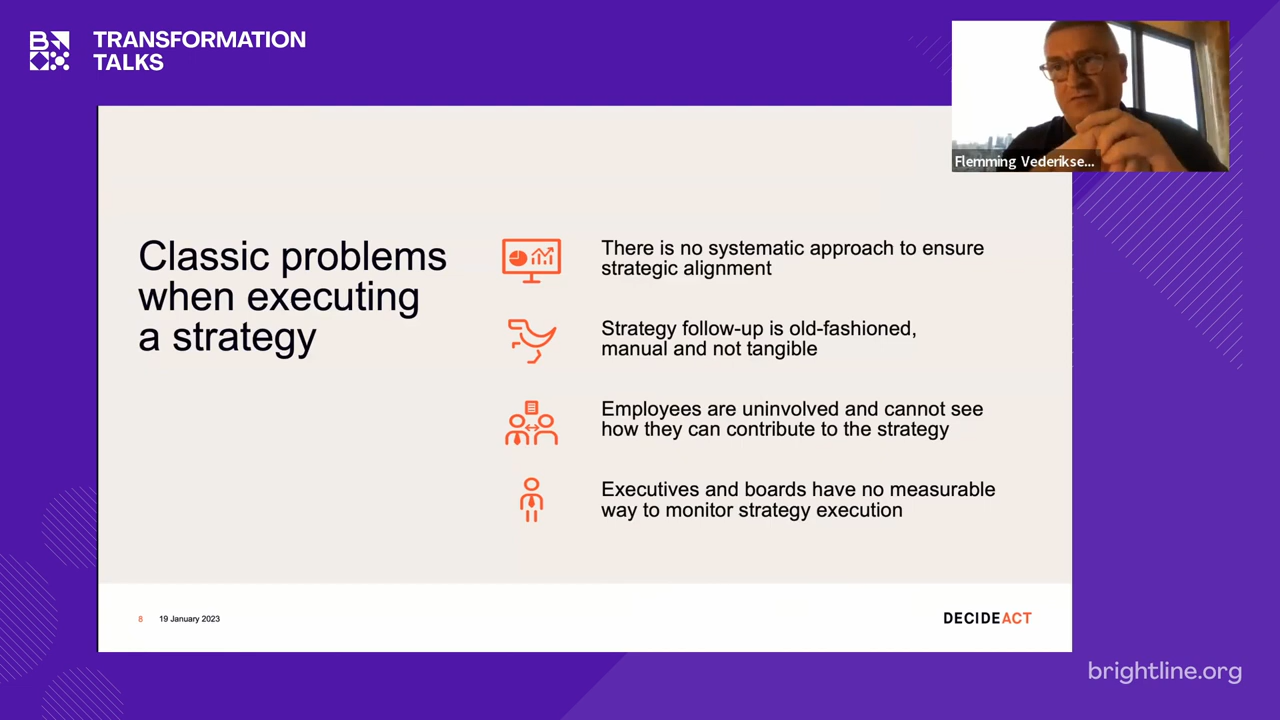 TRANSFORMATION
TALKS
Flemming Vederikse...
Classic problems
when executing
a strategy
There is no systematic approach to ensure
strategic alignment
Strategy follow-up is old-fashioned,
manual and not tangible
Employees are uninvolved and cannot see
how they can contribute to the strategy
Executives and boards have no measurable
way to monitor strategy execution
8 19 January 2023
DECIDEACT
brightline.org